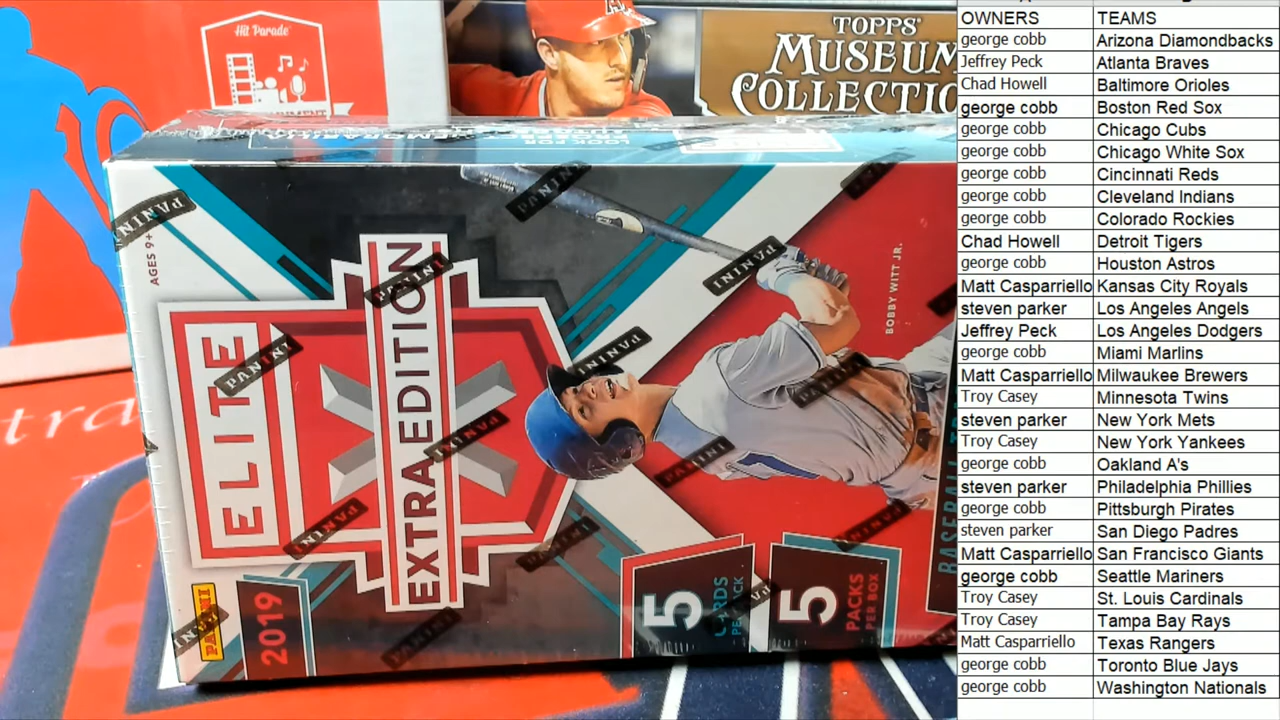 Hit Parade
TOPPS
MUSEUM
COLLECTIO
LOOK FOR
AGES 9+
ELITE
EXTRA EDITION
PANINI
2019
BOBBY WITT JR.
5 CARDS PER PACK
5 PACKS PER BOX
BASEBALL
tra
OWNERS TEAMS
george cobb Arizona Diamondbacks
Jeffrey Peck Atlanta Braves
Chad Howell Baltimore Orioles
george cobb Boston Red Sox
george cobb Chicago Cubs
george cobb Chicago White Sox
george cobb Cincinnati Reds
george cobb Cleveland Indians
george cobb Colorado Rockies
Chad Howell Detroit Tigers
george cobb Houston Astros
Matt Casparriello Kansas City Royals
steven parker Los Angeles Angels
Jeffrey Peck Los Angeles Dodgers
george cobb Miami Marlins
Matt Casparriello Milwaukee Brewers
Troy Casey Minnesota Twins
steven parker New York Mets
Troy Casey New York Yankees
george cobb Oakland A's
steven parker Philadelphia Phillies
george cobb Pittsburgh Pirates
steven parker San Diego Padres
Matt Casparriello San Francisco Giants
george cobb Seattle Mariners
Troy Casey St. Louis Cardinals
Troy Casey Tampa Bay Rays
Matt Casparriello Texas Rangers
george cobb Toronto Blue Jays
george cobb Washington Nationals